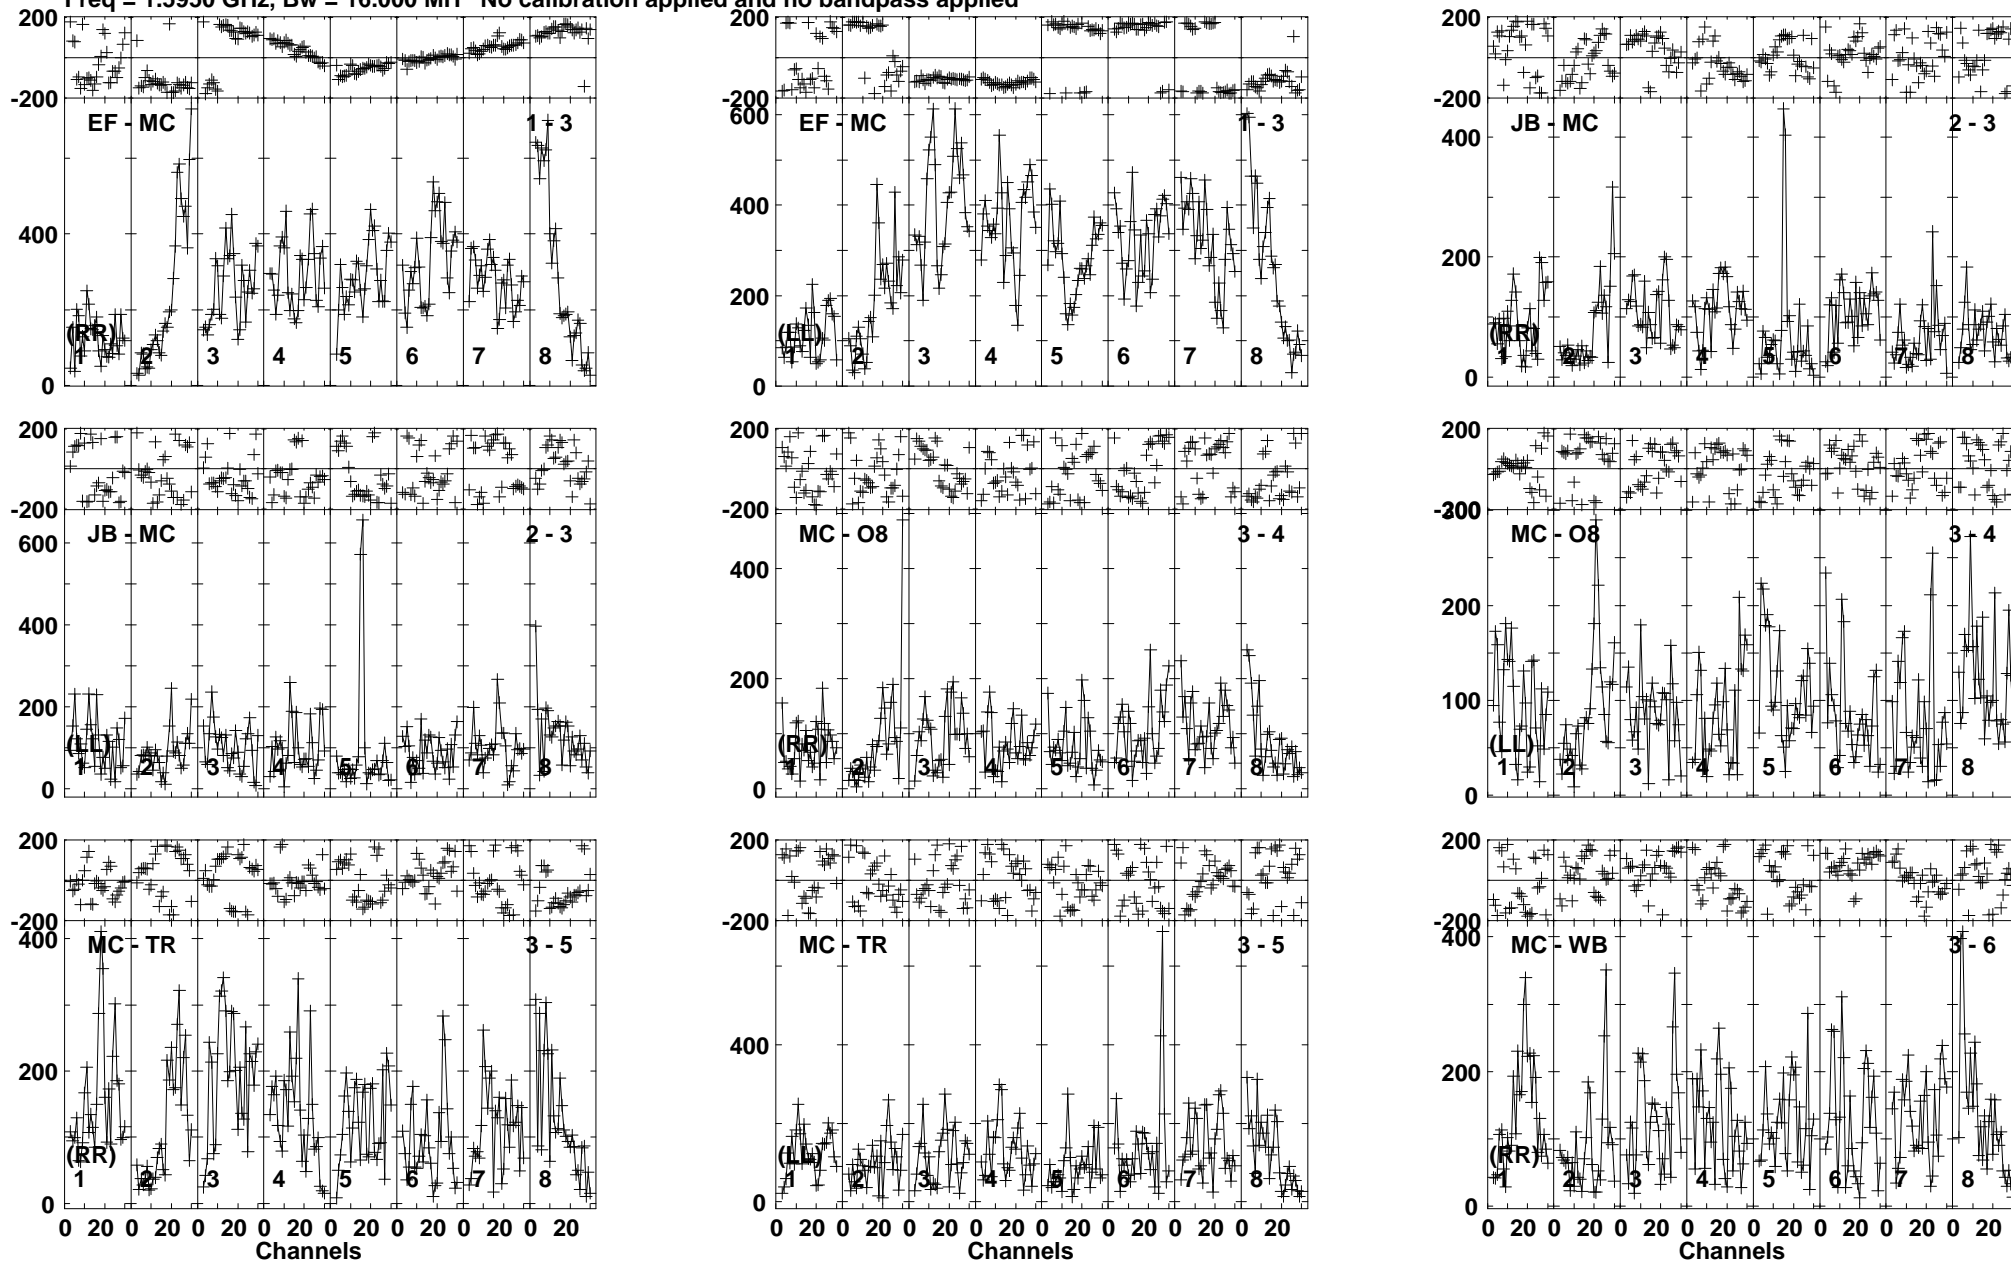 Freq = 1.5950 GHz, Bw = 16.000 MH No calibration applied and no bandpass applied
200 200 200
-200 -200 -200
EF - MC 1 - 3 EF - MC 1 - 3 JB - MC 2 - 3
600 400
400 400
200 200
(RR) (LL) (RR)
1 2 3 4 5 6 7 8 1 2 3 4 5 6 7 8 1 2 3 4 5 6 7 8
0 0 0
200 200 200
-200 -200 -200
300
JB - MC 2 - 3 MC - O8 3 - 4 MC - O8 3 - 4
600 400 200
400 200 100
200
(LL) (RR) (LL)
1 2 3 4 5 6 7 8 1 2 3 4 5 6 7 8 1 2 3 4 5 6 7 8
0 0 0
200 200 200
-200 -200 -200
400 400
MC - TR 3 - 5 MC - TR 3 - 5 MC - WB 3 - 6
200 400 200
(RR) (LL) (RR)
1 2 3 4 5 6 7 8 1 2 3 4 5 6 7 8 1 2 3 4 5 6 7 8
0 0 0
0 20 0 20 0 20 0 20 0 20 0 20 0 20 0 20 0 20 0 20 0 20 0 20 0 20 0 20 0 20 0 20 0 20 0 20 0 20 0 20 0 20 0 20 0 20 0 20
Channels Channels Channels